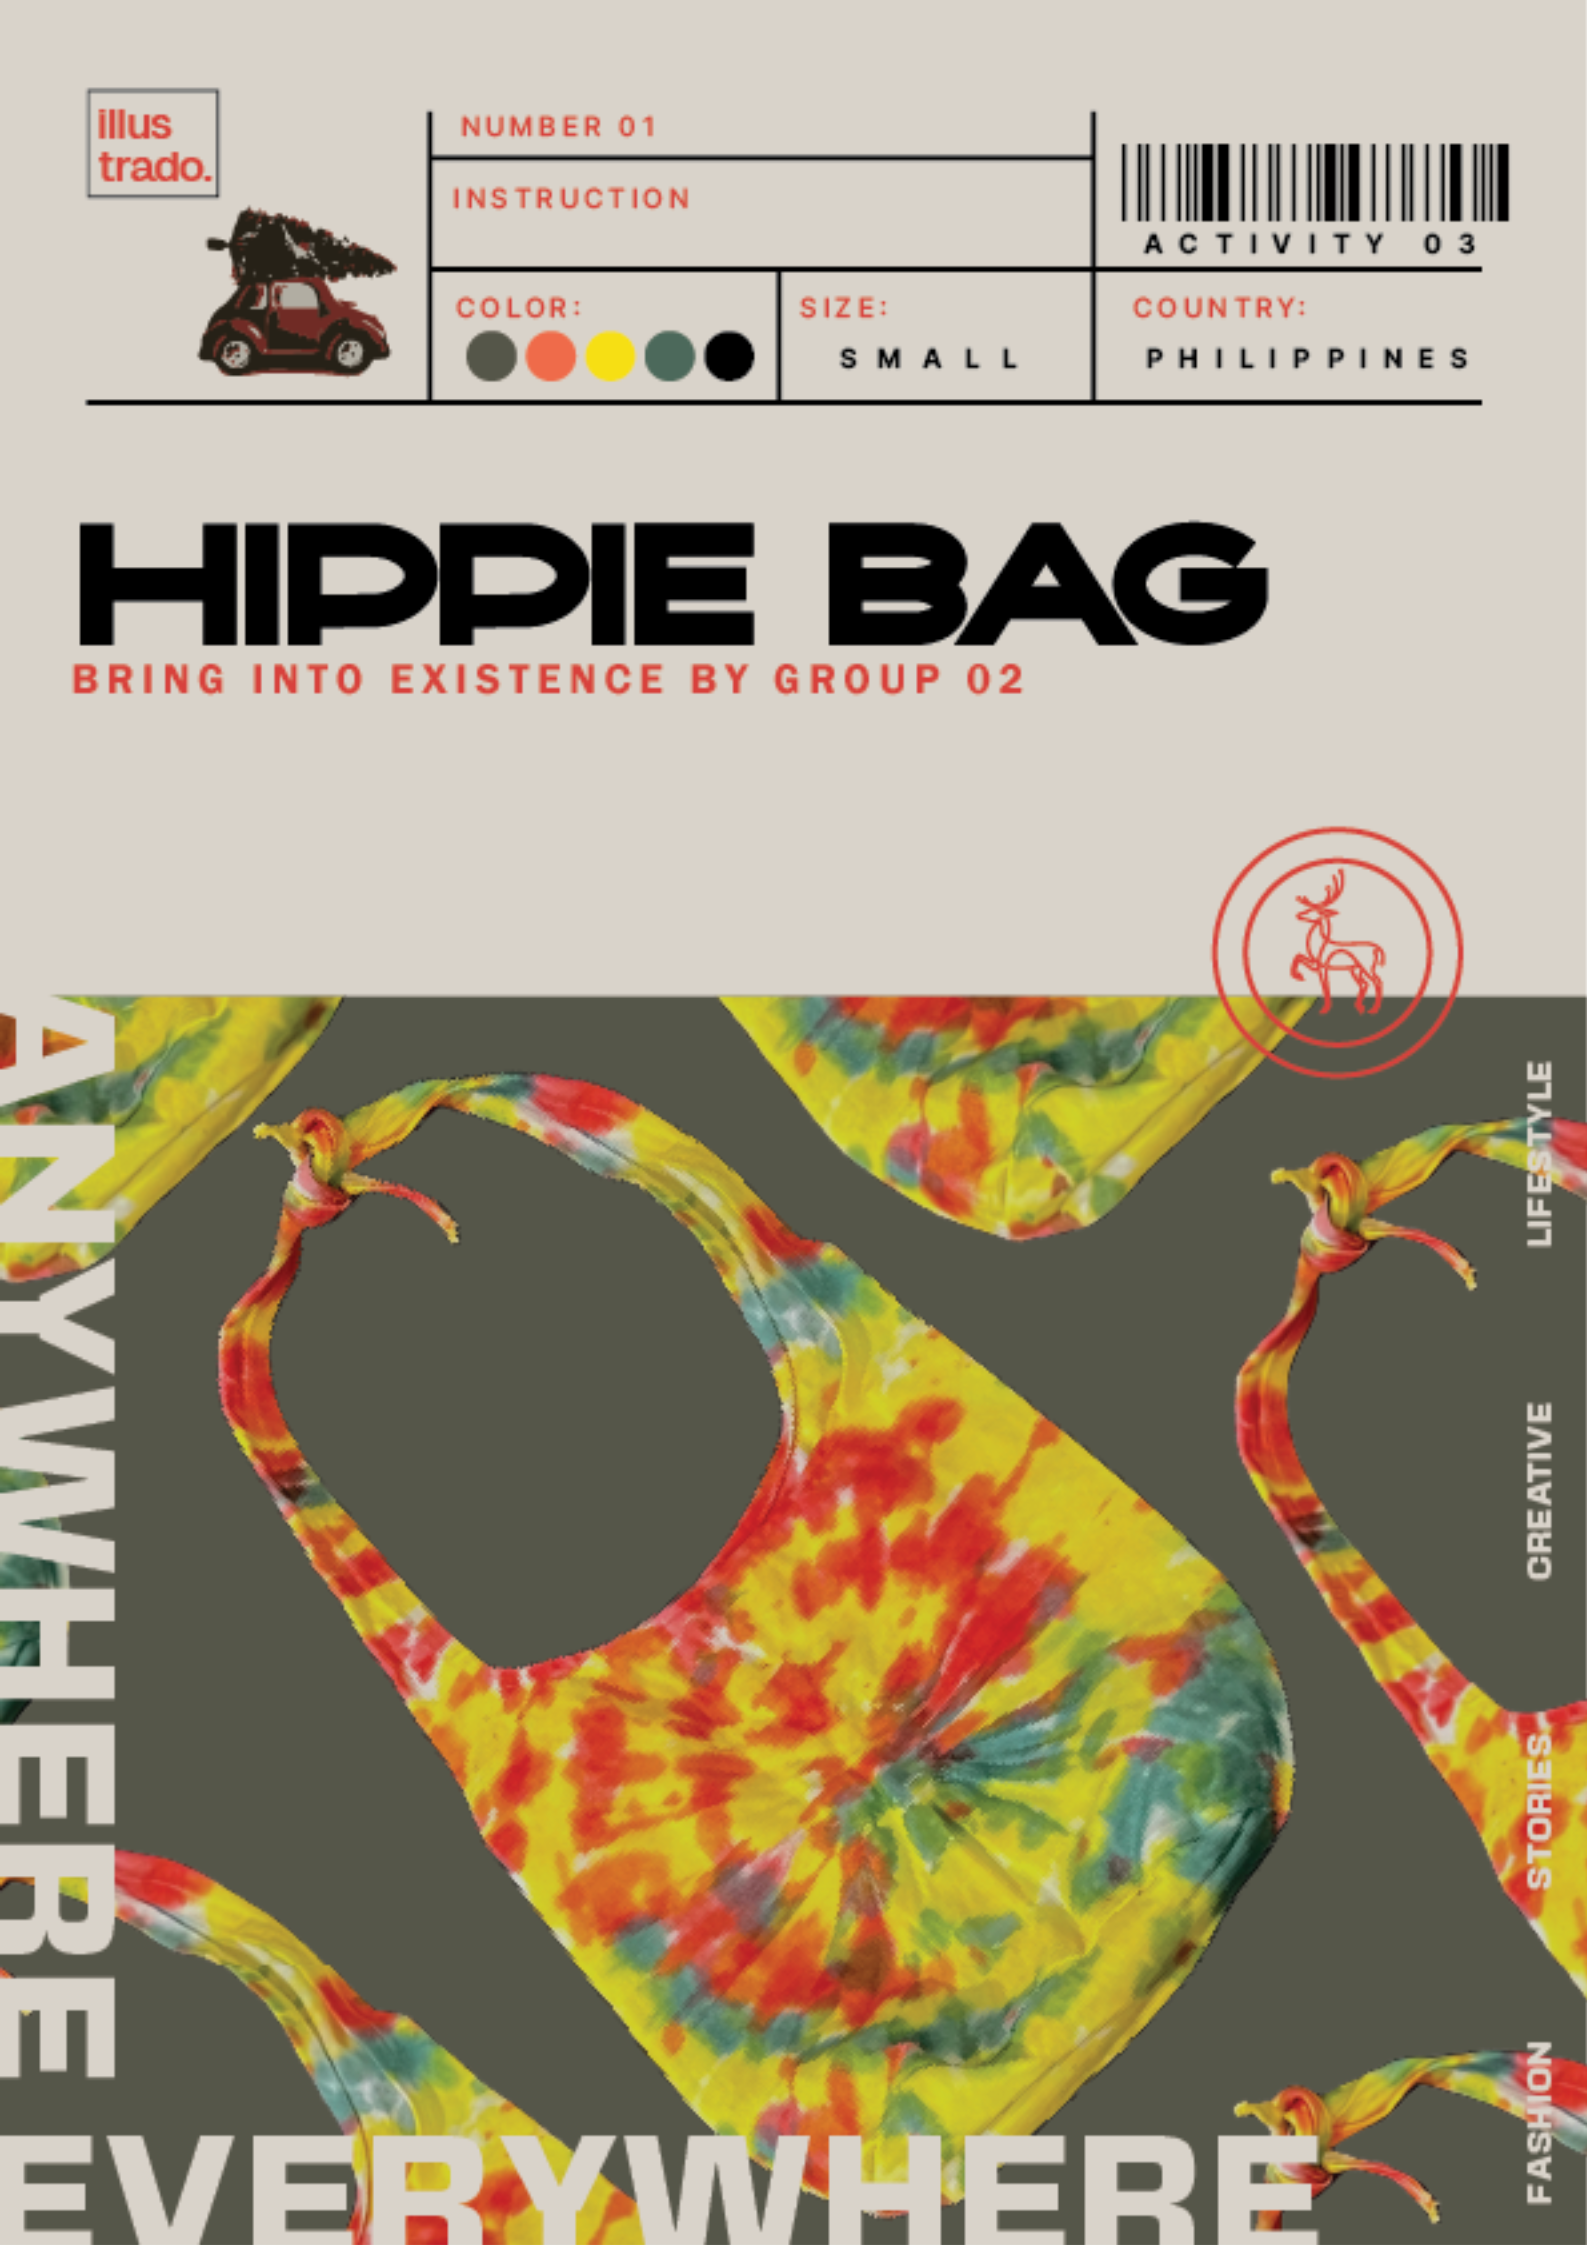 illus
trado.
NUMBER 01
INSTRUCTION
ACTIVITY 03
COLOR:
SIZE:
SMALL
COUNTRY:
PHILIPPINES
HIPPIE BAG
BRING INTO EXISTENCE BY GROUP 02
ANYWHERE
EVERYWHERE
LIFESTYLE
CREATIVE
STORIES
FASHION